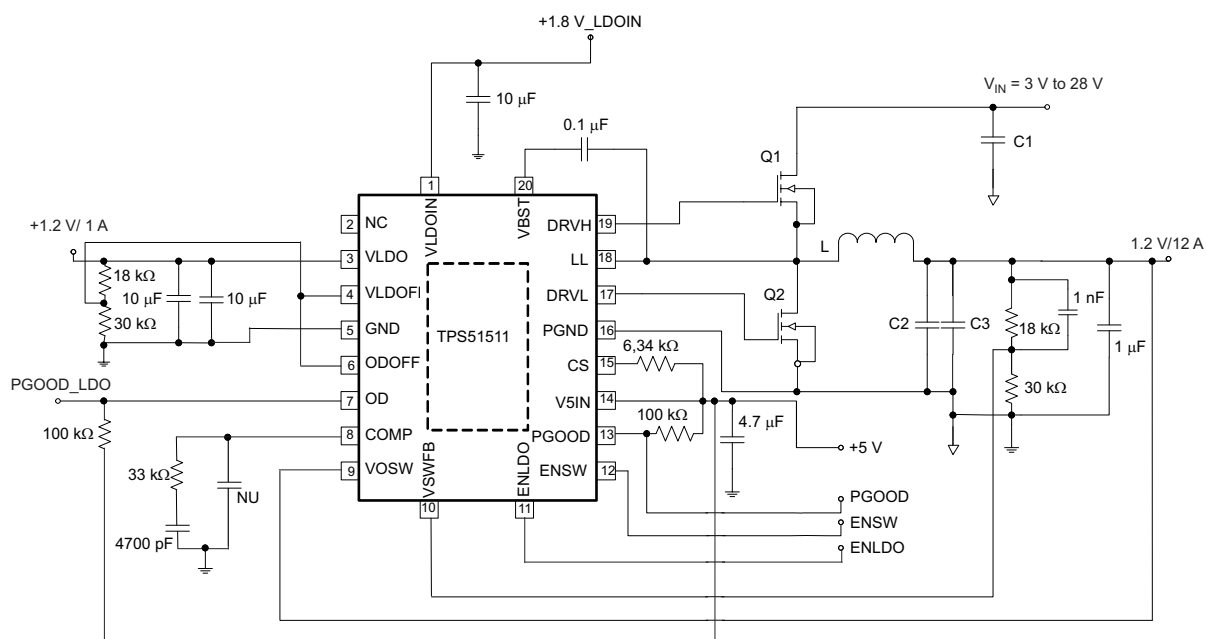 +1.8 V_LDOIN
10 μF
V_IN = 3 V to 28 V
C1
0.1 μF
Q1
1
20
VLDOIN
VBST
2
NC
DRVH
19
+1.2 V/ 1 A
3
VLDO
LL
18
L
1.2 V/12 A
18 kΩ
10 μF
10 μF
30 kΩ
4
VLDOFI
DRVL
17
Q2
1 nF
5
GND
TPS51511
PGND
16
C2
C3
18 kΩ
1 μF
6
ODOFF
CS
15
6,34 kΩ
30 kΩ
PGOOD_LDO
7
OD
V5IN
14
100 kΩ
4.7 μF
100 kΩ
8
COMP
PGOOD
13
+5 V
33 kΩ
9
VOSW
VSWFB
ENLDO
ENSW
12
NU
10
11
PGOOD
4700 pF
ENSW
ENLDO